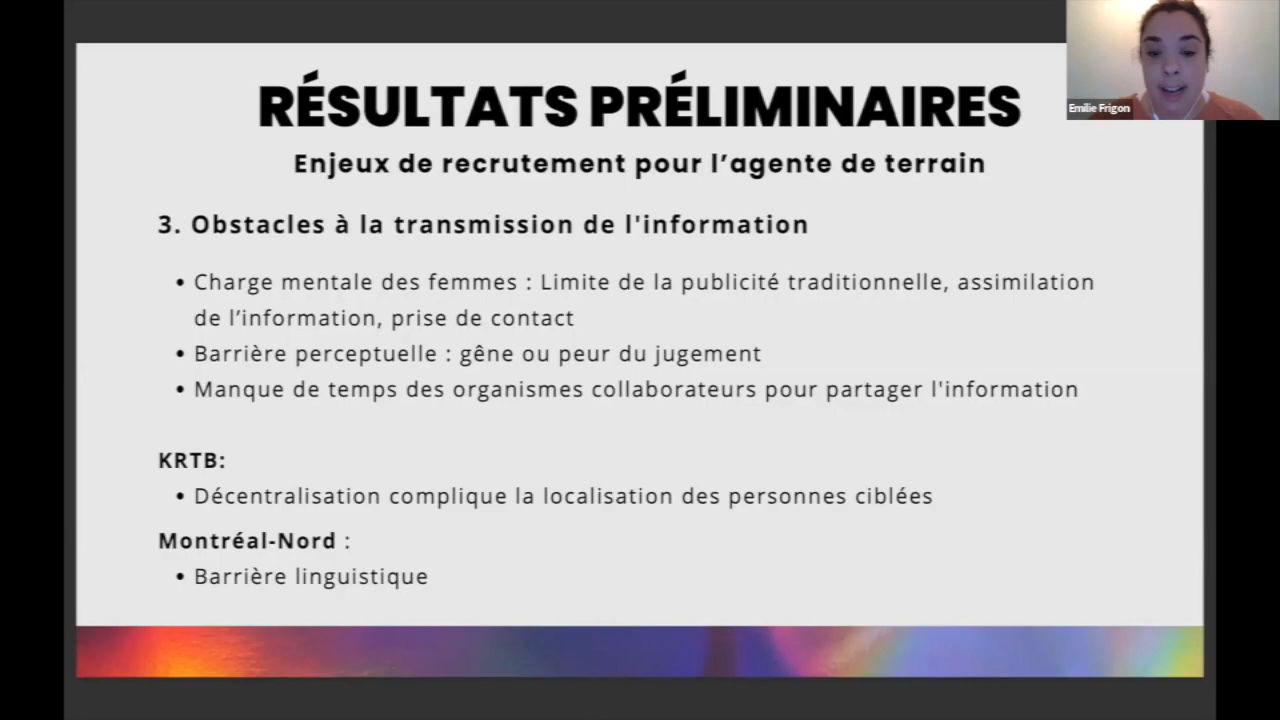 RÉSULTATS PRÉLIMINAIRES
Emilie Frigon
Enjeux de recrutement pour l’agente de terrain
3. Obstacles à la transmission de l'information
• Charge mentale des femmes : Limite de la publicité traditionnelle, assimilation
de l’information, prise de contact
• Barrière perceptuelle : gêne ou peur du jugement
• Manque de temps des organismes collaborateurs pour partager l'information
KRTB:
• Décentralisation complique la localisation des personnes ciblées
Montréal-Nord :
• Barrière linguistique